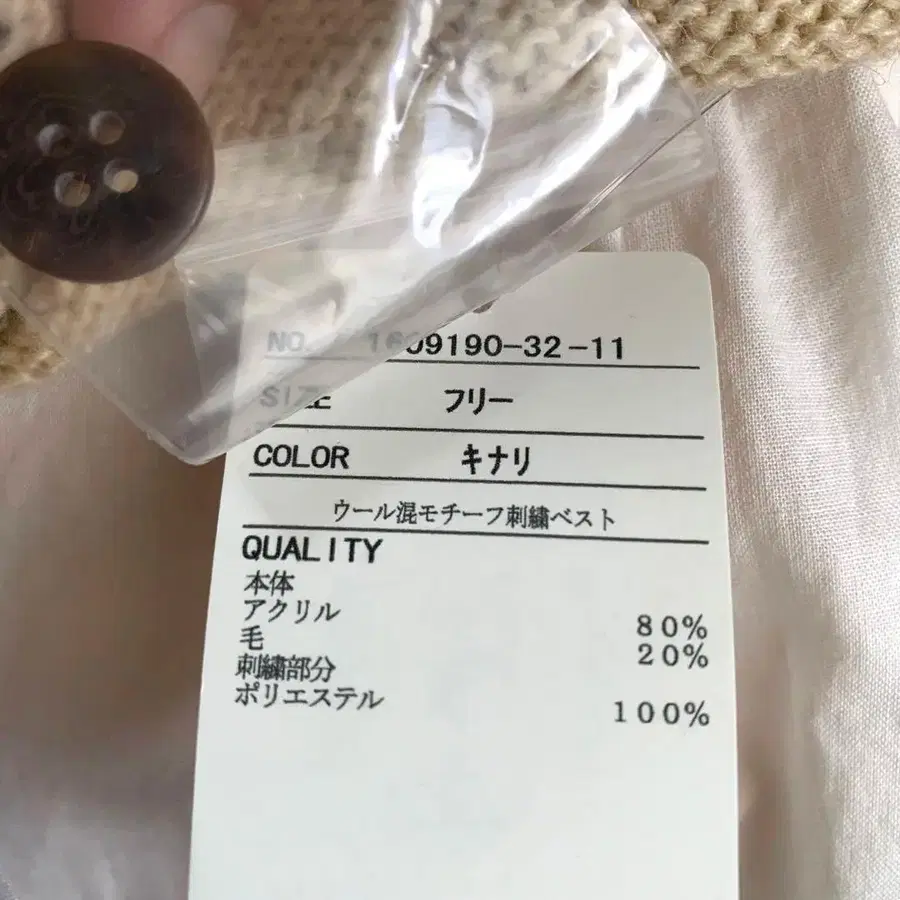 NO. 1609190-32-11
SIZE フリー
COLOR キナリ
ウール混モチーフ刺繍ベスト
QUALITY
本体
アクリル 80%
毛 20%
刺繍部分
ポリエステル 100%